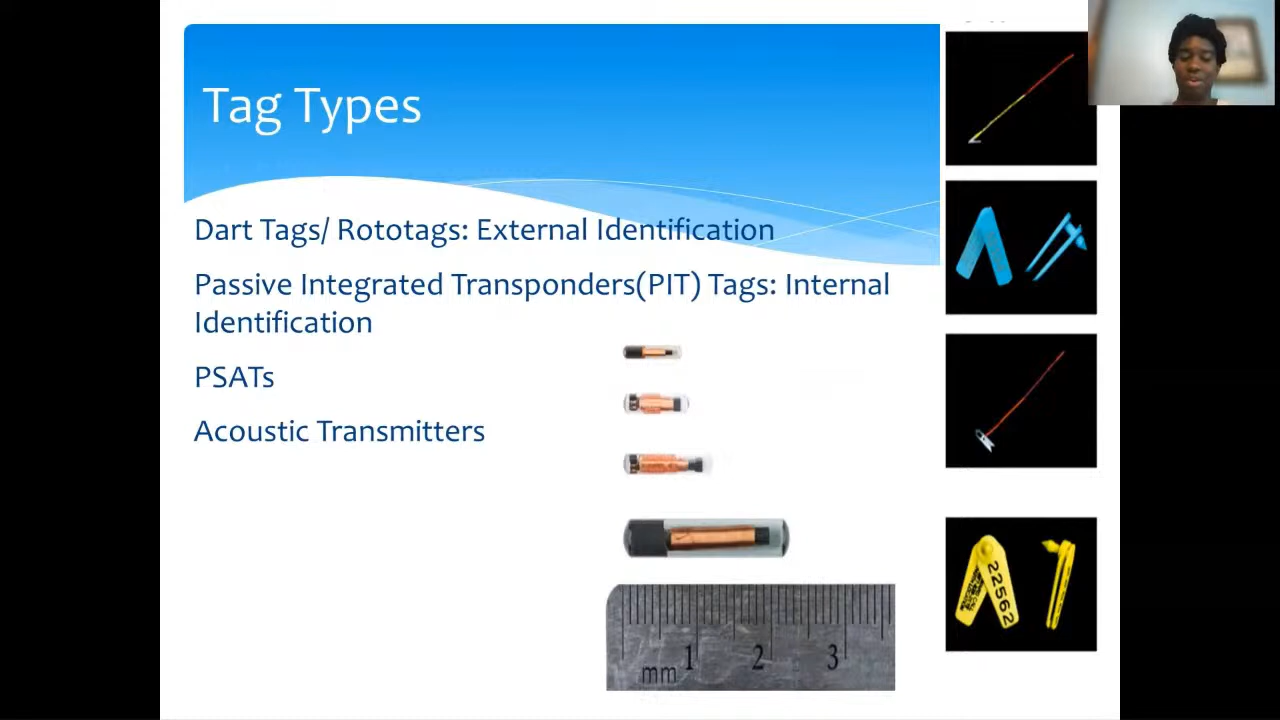 Tag Types
Dart Tags/ Rototags: External Identification
Passive Integrated Transponders(PIT) Tags: Internal
Identification
PSATs
Acoustic Transmitters
22562
mm 1 2 3